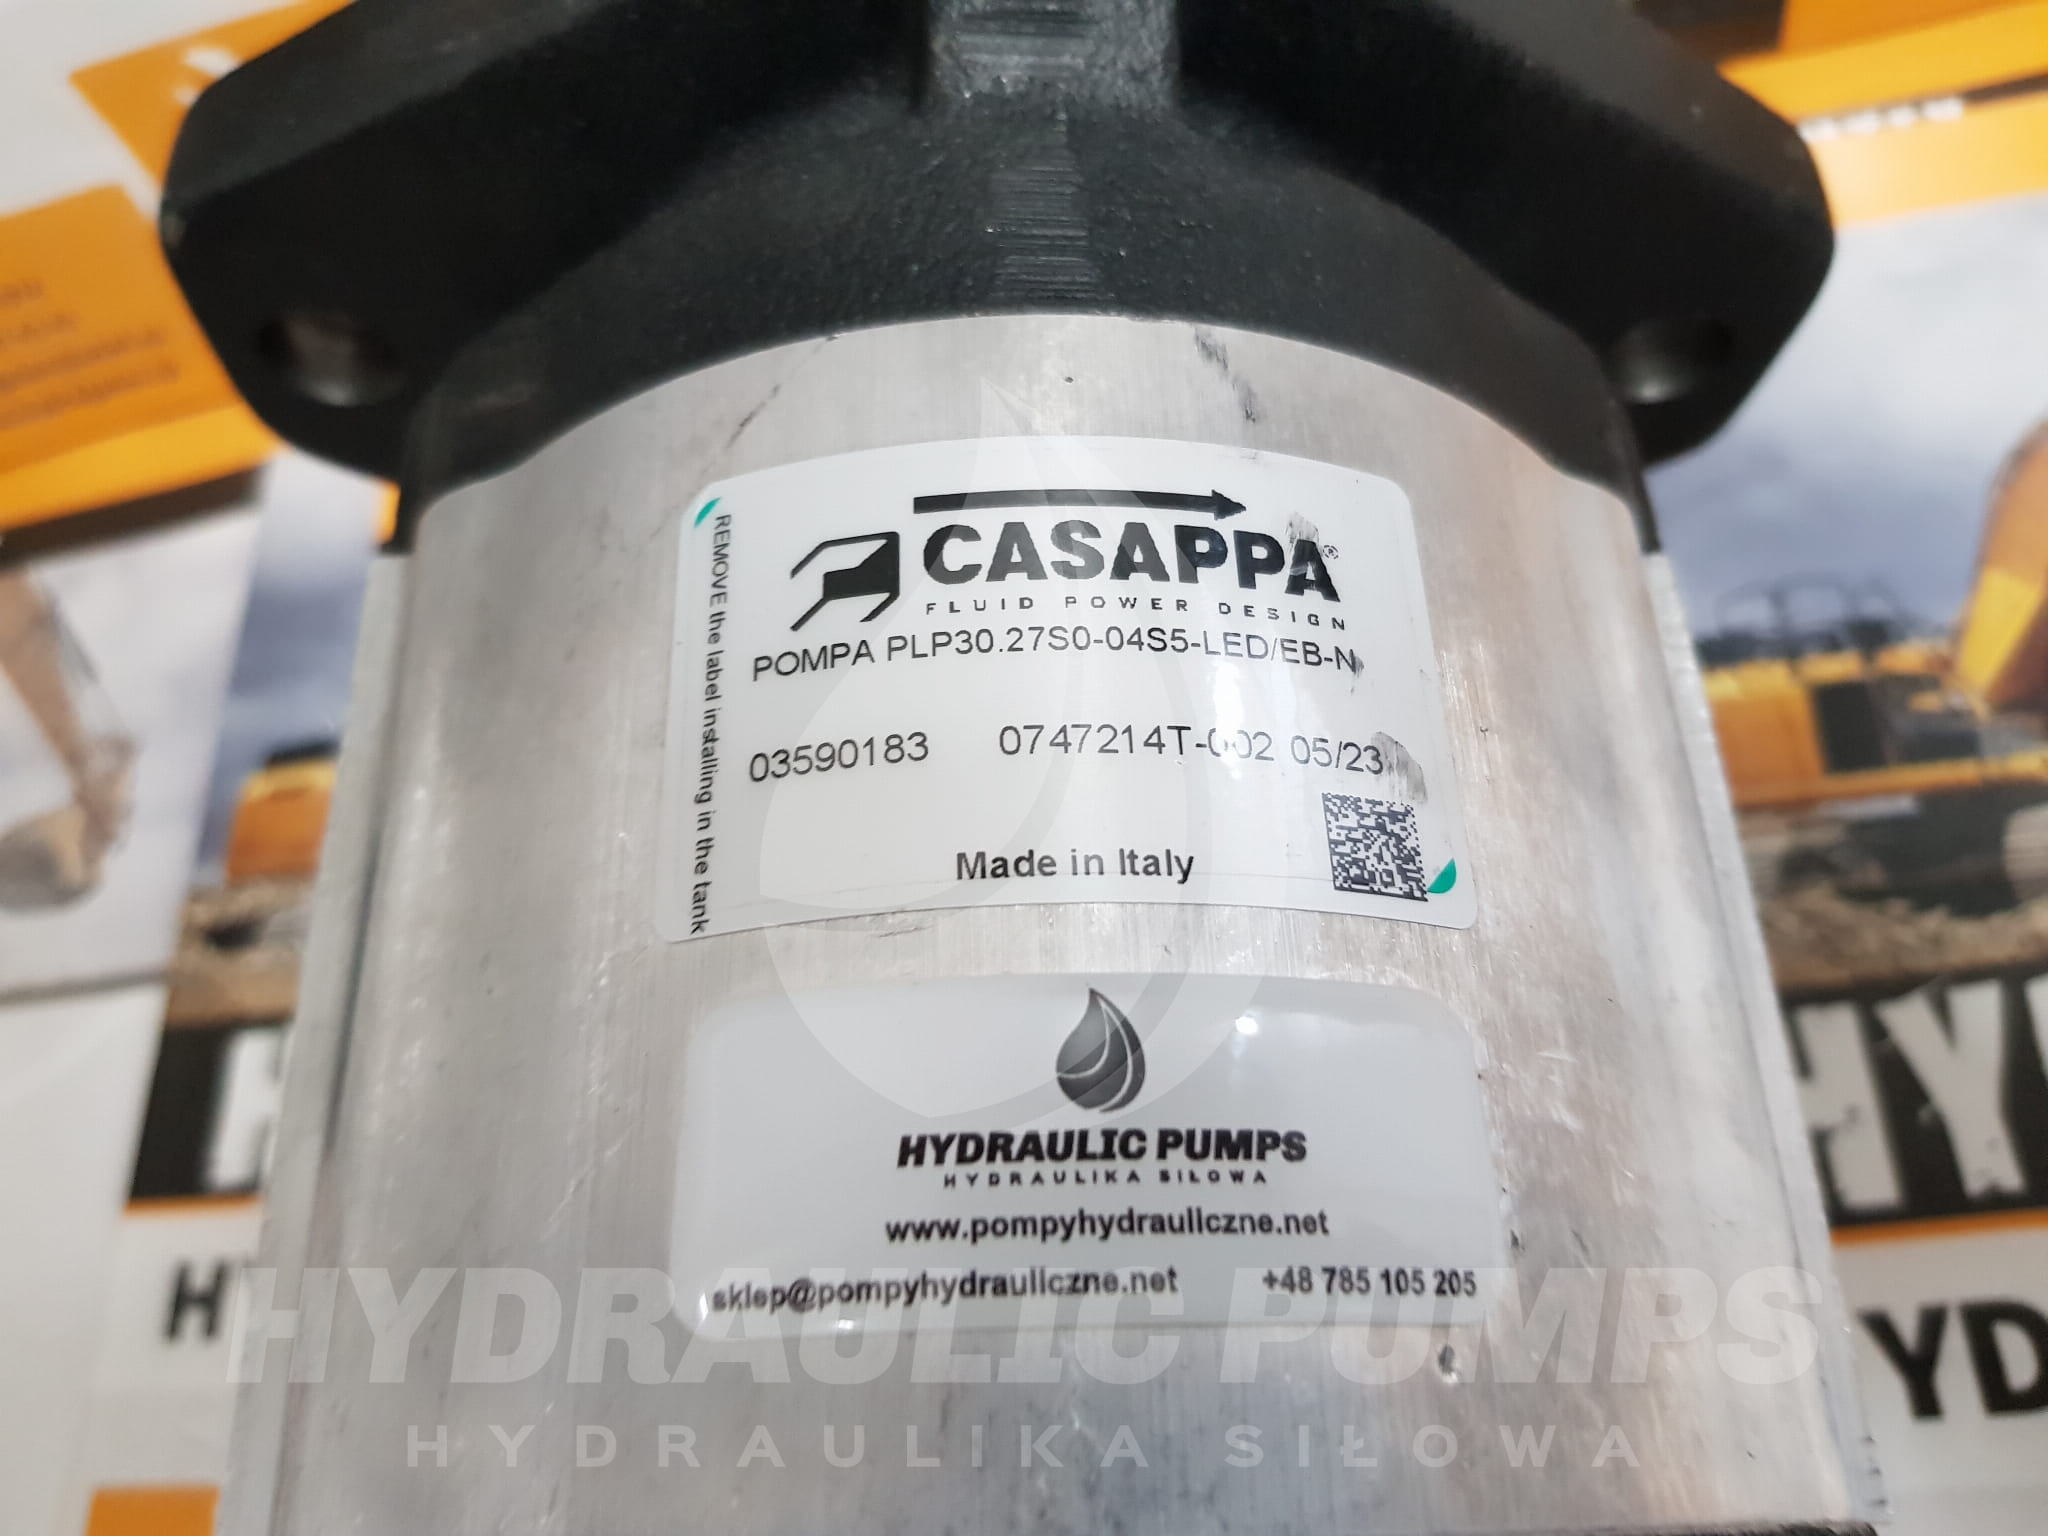 REMOVE the label installing in the tank
CASAPPA®
FLUID POWER DESIGN
POMPA PLP30.27S0-04S5-LED/EB-N
03590183 0747214T-002 05/23
Made in Italy
HYDRAULIC PUMPS
HYDRAULIKA SIŁOWA
www.pompyhydrauliczne.net
sklep@pompyhydrauliczne.net +48 785 105 205
HYDRAULIC PUMPS
HYDRAULIKA SIŁOWA
HY
H
YD